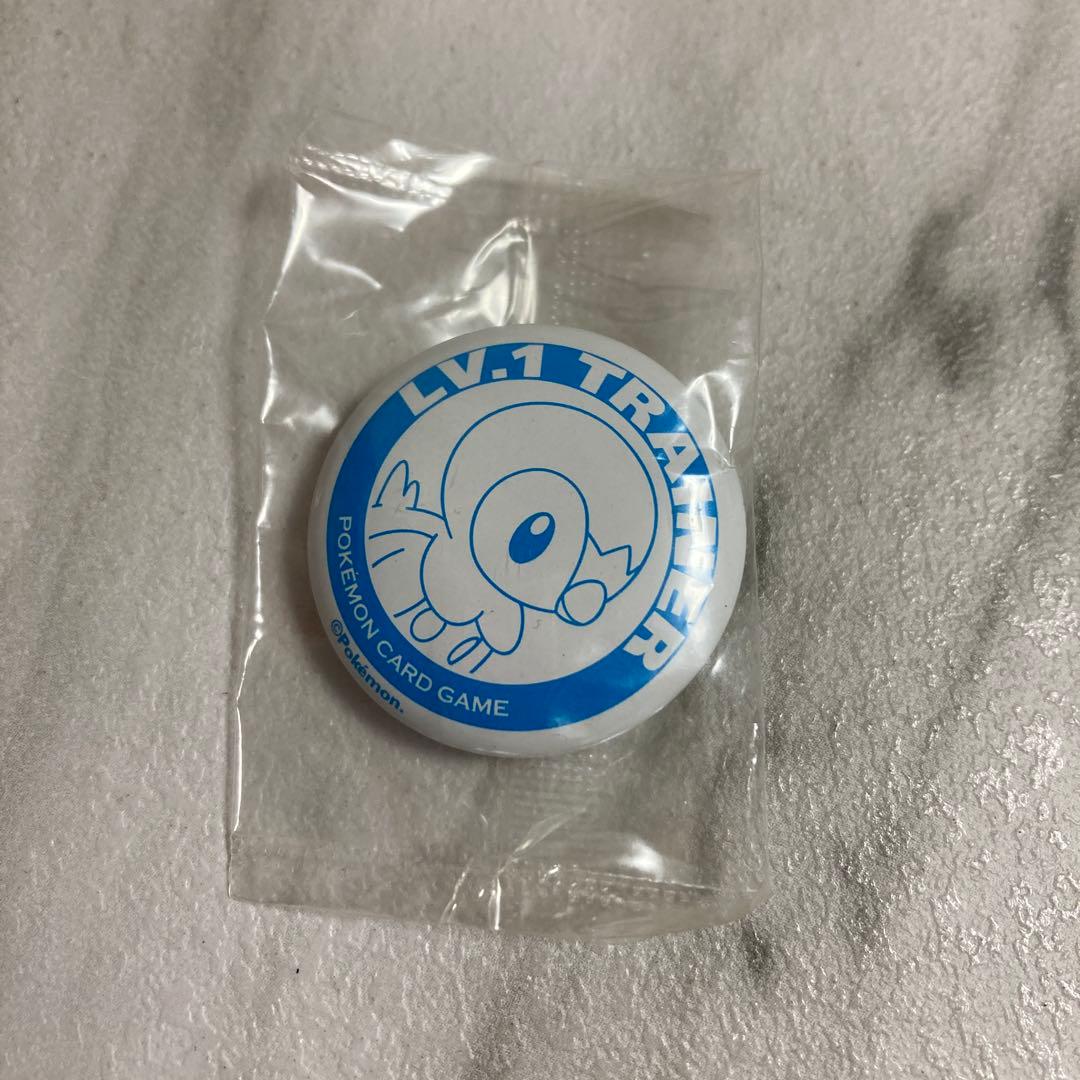 LV.1 TRAINER
POKÉMON CARD GAME
©Pokémon.